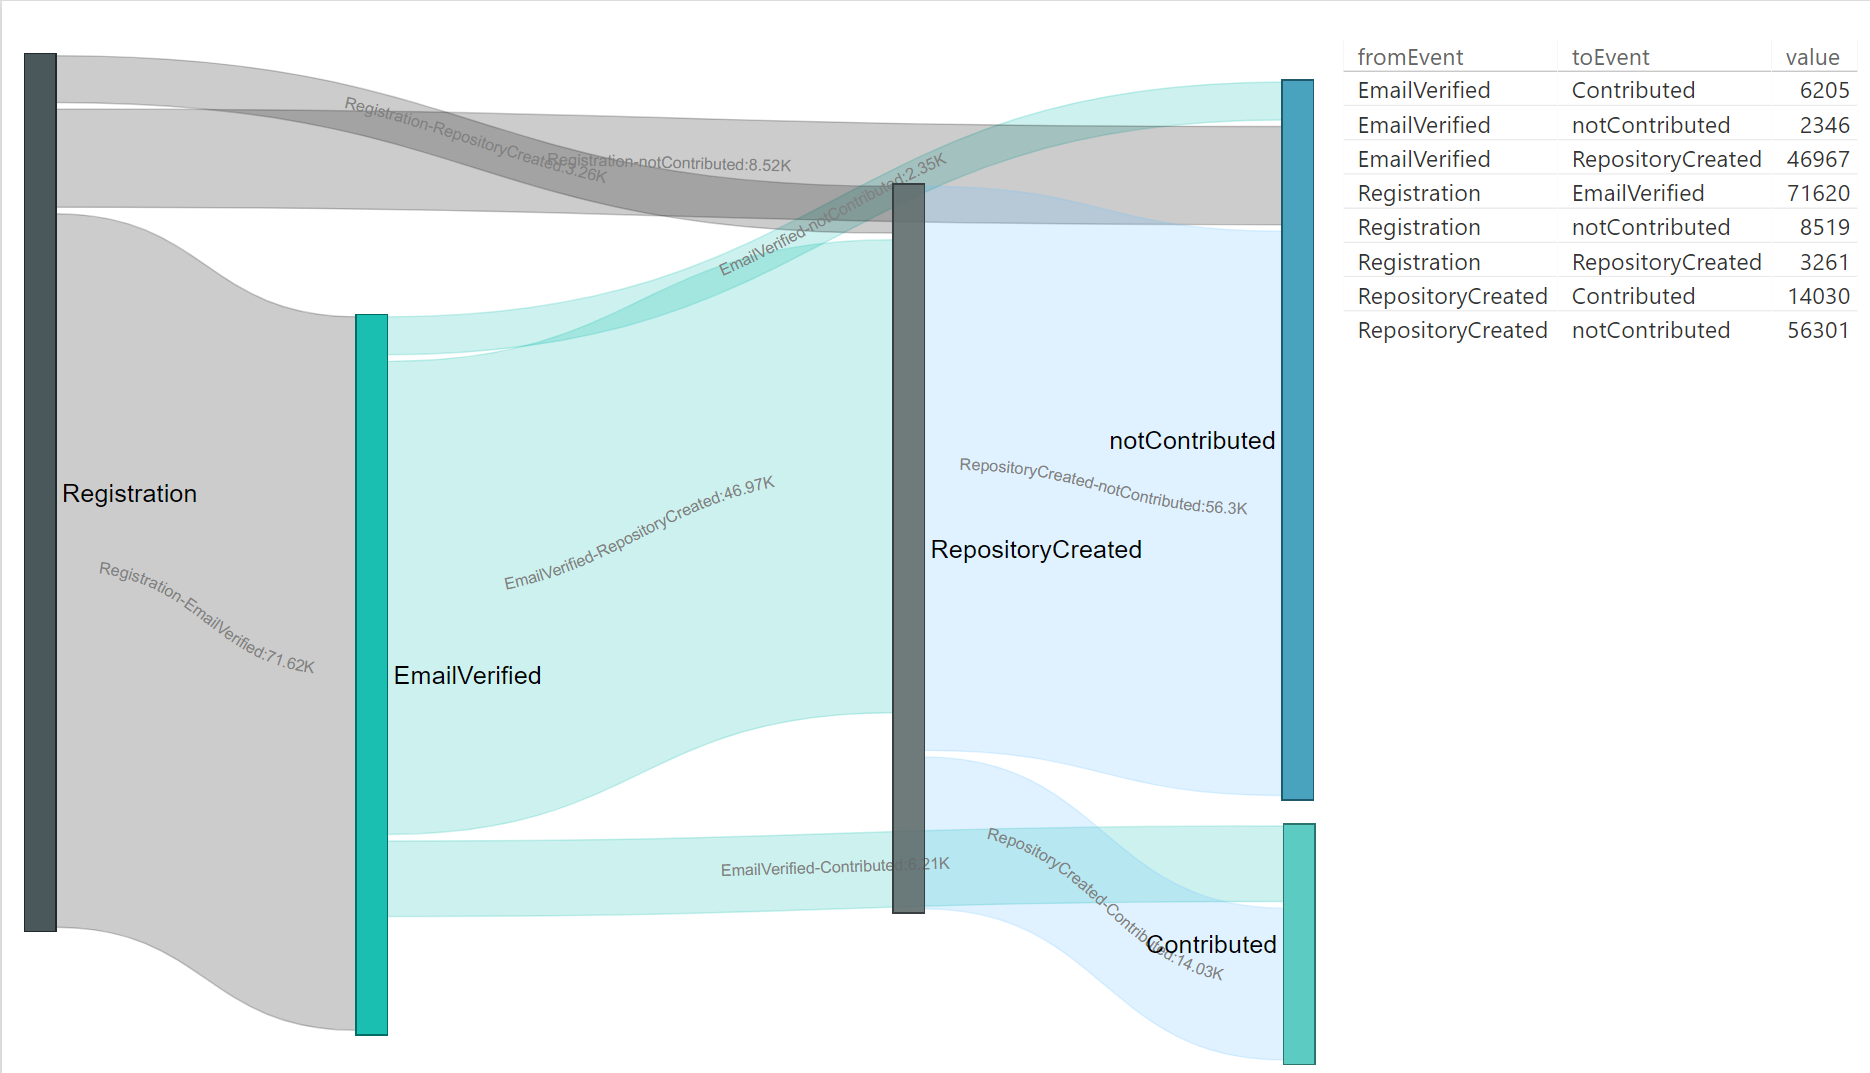 Registration-RepositoryCreated:3.26K
Registration-notContributed:8.52K
EmailVerified-notContributed:2.35K
notContributed
RepositoryCreated-notContributed:56.3K
Registration
EmailVerified-RepositoryCreated:46.97K
RepositoryCreated
Registration-EmailVerified:71.62K
EmailVerified
EmailVerified-Contributed:6.21K
RepositoryCreated-Contributed:14.03K
Contributed
fromEvent toEvent value
EmailVerified Contributed 6205
EmailVerified notContributed 2346
EmailVerified RepositoryCreated 46967
Registration EmailVerified 71620
Registration notContributed 8519
Registration RepositoryCreated 3261
RepositoryCreated Contributed 14030
RepositoryCreated notContributed 56301